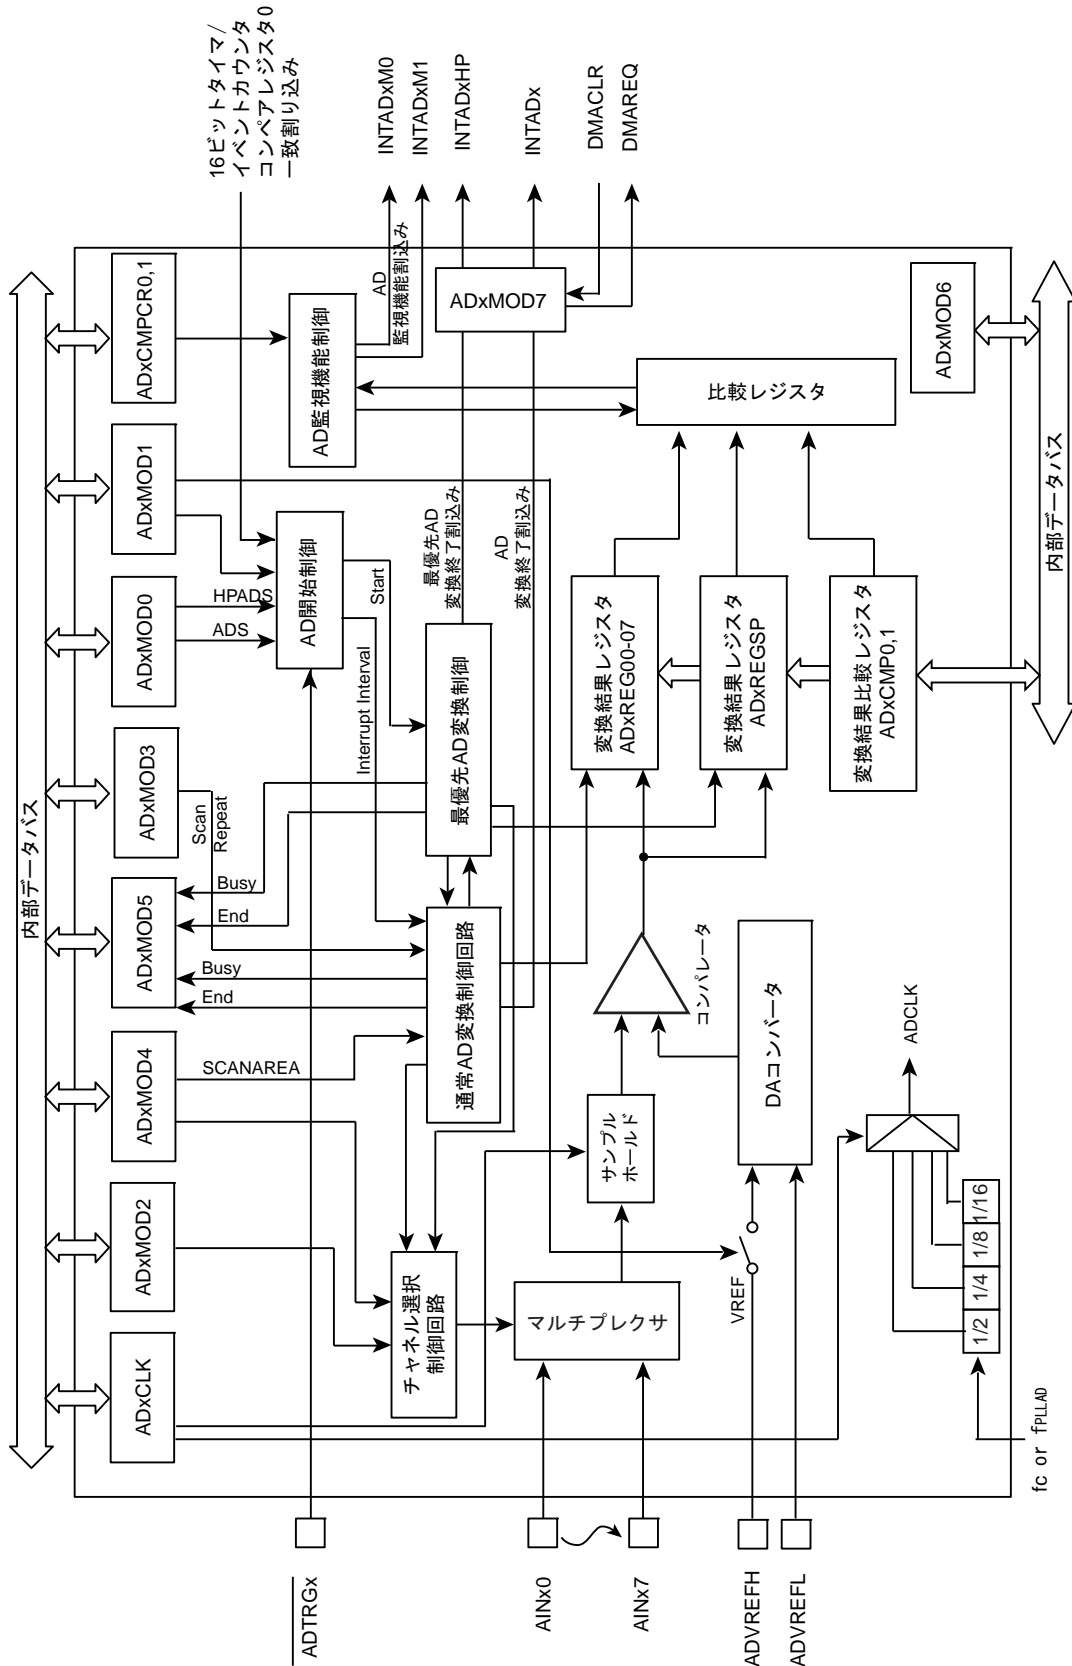 内部データバス
ADxCLK
ADxMOD2
ADxMOD4
ADxMOD5
ADxMOD3
ADxMOD0
ADxMOD1
ADxCMPCR0,1
16ビットタイマ/
イベントカウンタ
コンペアレジスタ0
一致割り込み
SCANAREA
End
Busy
End
Busy
Scan
Repeat
ADS
HPADS
ADTRGx
AD開始制御
Start
Interrupt Interval
AD監視機能制御
AD
監視機能割込み
INTADxM0
INTADxM1
チャネル選択
制御回路
通常AD変換制御回路
最優先AD変換制御
最優先AD
変換終了割込み
AD
変換終了割込み
ADxMOD7
INTADxHP
INTADx
DMACLR
DMAREQ
AINx0
AINx7
マルチプレクサ
サンプル
ホールド
コンパレータ
変換結果レジスタ
ADxREG00-07
変換結果レジスタ
ADxREGSP
変換結果比較レジスタ
ADxCMP0,1
比較レジスタ
ADVREFH
ADVREFL
VREF
DAコンバータ
ADCLK
1/2
1/4
1/8
1/16
fc or fPLLAD
ADxMOD6
内部データバス